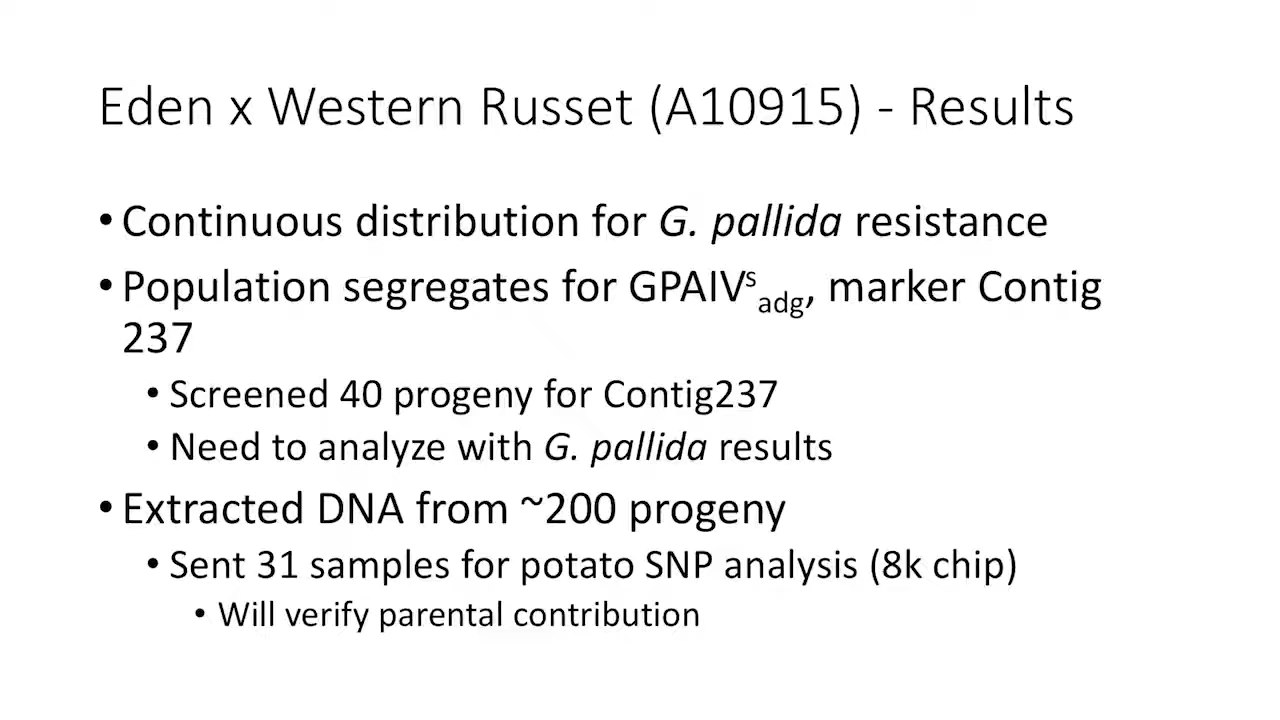 Eden x Western Russet (A10915) - Results
• Continuous distribution for G. pallida resistance
• Population segregates for GPAIVˢadg, marker Contig
237
• Screened 40 progeny for Contig237
• Need to analyze with G. pallida results
• Extracted DNA from ~200 progeny
• Sent 31 samples for potato SNP analysis (8k chip)
• Will verify parental contribution